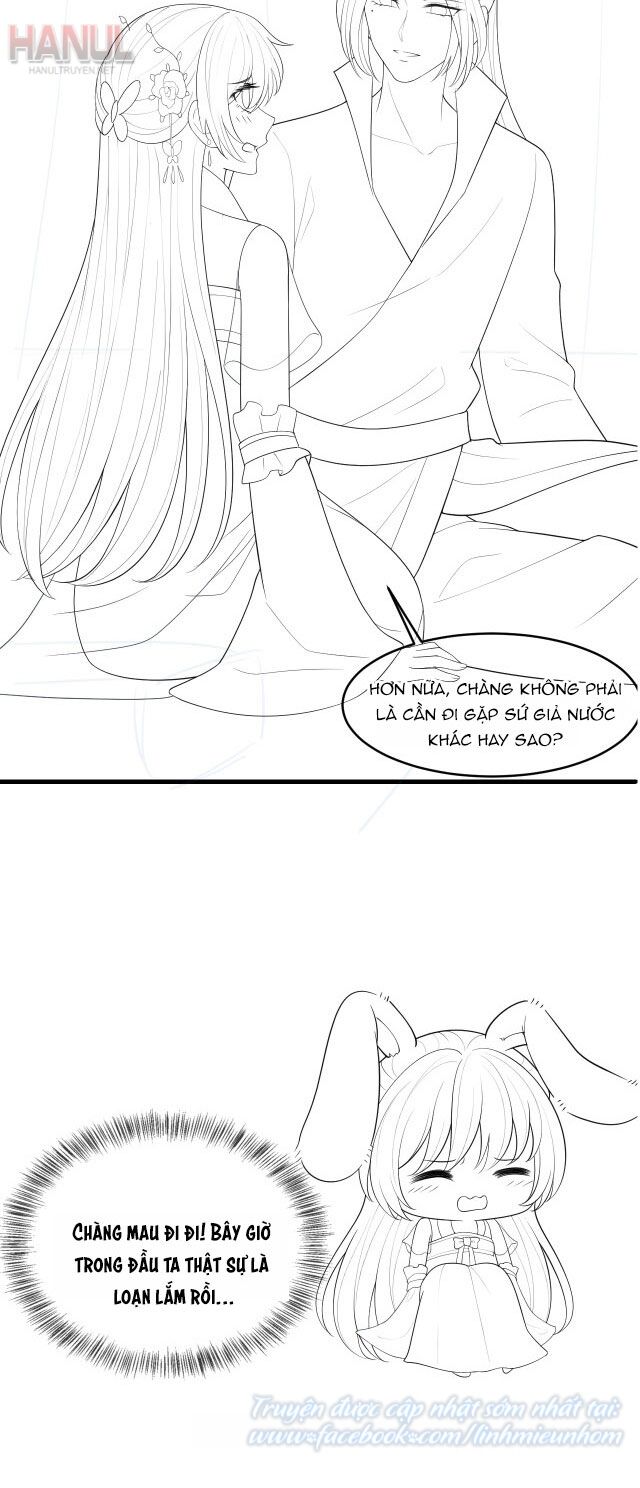 HANUL
HANULTRUYEN.NET
HƠN NỮA, CHÀNG KHÔNG PHẢI
LÀ CẦN ĐI GẶP SỨ GIẢ NƯỚC
KHÁC HAY SAO?
CHÀNG MAU ĐI ĐI! BÂY GIỜ
TRONG ĐẦU TA THẬT SỰ LÀ
LOẠN LẮM RỒI...
Truyện được cập nhật sớm nhất tại:
www.facebook.com/linhmieunhom